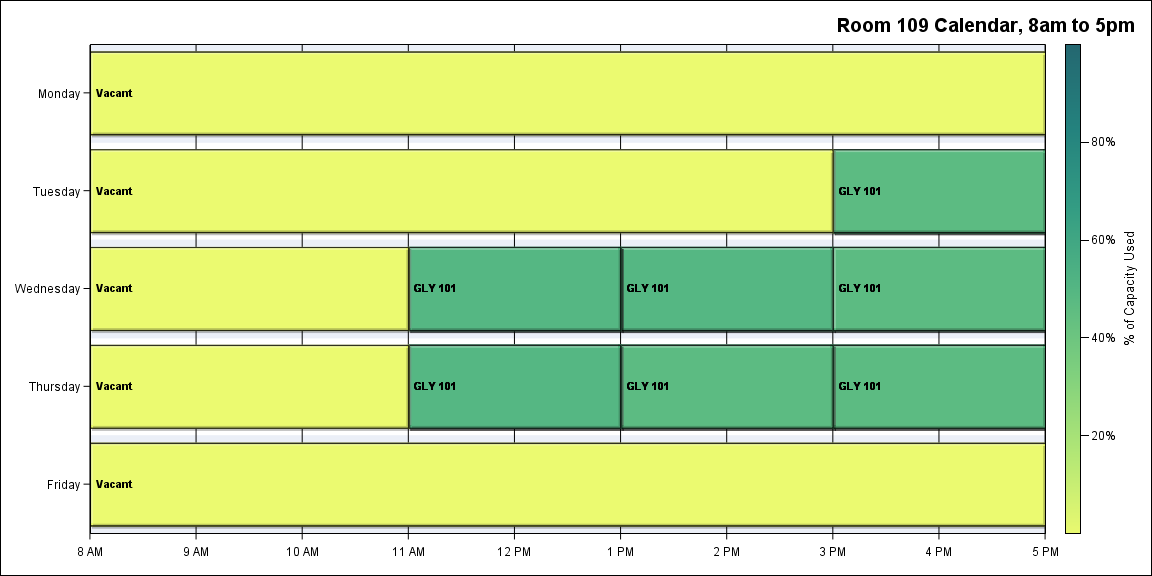 Room 109 Calendar, 8am to 5pm
Monday
Vacant
80%
Tuesday
Vacant
GLY 101
60%
Wednesday
Vacant
GLY 101
GLY 101
GLY 101
% of Capacity Used
40%
Thursday
Vacant
GLY 101
GLY 101
GLY 101
20%
Friday
Vacant
8 AM
9 AM
10 AM
11 AM
12 PM
1 PM
2 PM
3 PM
4 PM
5 PM